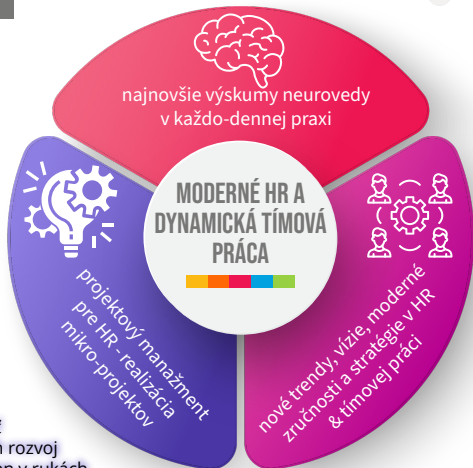 najnovšie výskumy neurovedy
v každo-dennej praxi
MODERNÉ HR A
DYNAMICKÁ TÍMOVÁ
PRÁCA
projektový manažment
pre HR - realizácia
mikro-projektov
nové trendy, vízie, moderné
zručnosti a stratégie v HR
& tímovej práci
rozvoj
v rukách